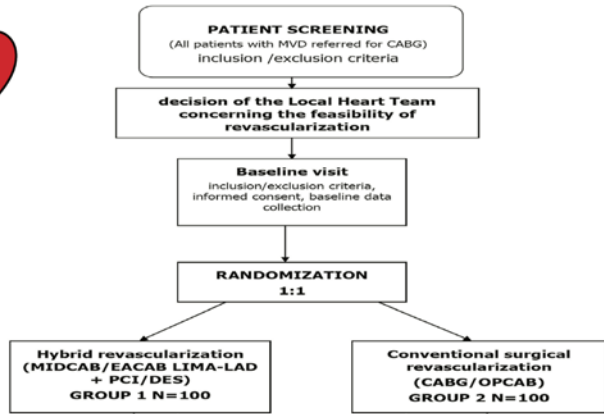 PATIENT SCREENING
(All patients with MVD referred for CABG)
inclusion /exclusion criteria
decision of the Local Heart Team
concerning the feasibility of
revascularization
Baseline visit
inclusion/exclusion criteria,
informed consent, baseline data
collection
RANDOMIZATION
1:1
Hybrid revascularization
(MIDCAB/EACAB LIMA-LAD
+ PCI/DES)
GROUP 1 N=100
Conventional surgical
revascularization
(CABG/OPCAB)
GROUP 2 N=100